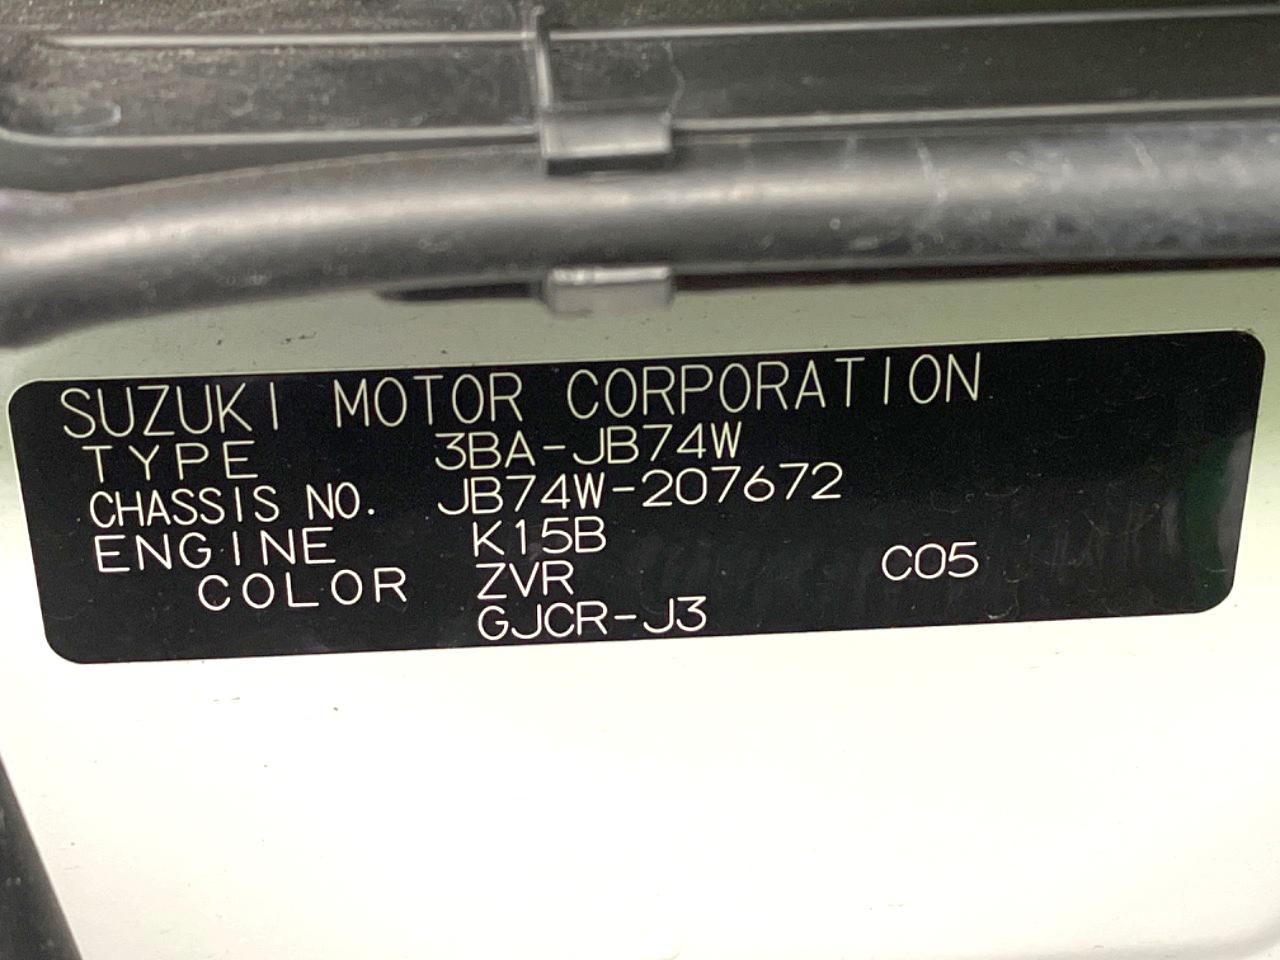 SUZUKI MOTOR CORPORATION
TYPE 3BA-JB74W
CHASSIS NO. JB74W-207672
ENGINE K15B
COLOR ZVR C05
GJCR-J3